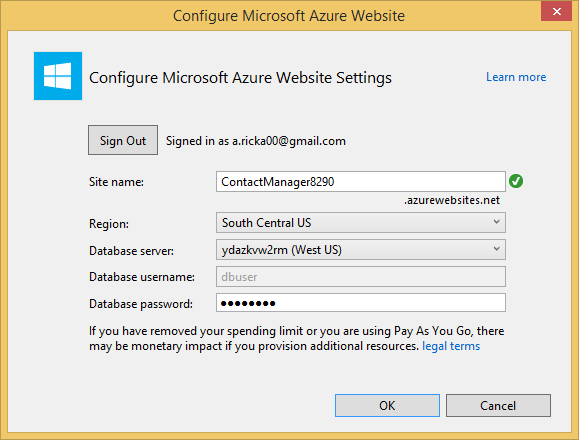 Configure Microsoft Azure Website
Configure Microsoft Azure Website Settings
Learn more
Sign Out Signed in as a.ricka00@gmail.com
Site name: ContactManager8290
.azurewebsites.net
Region: South Central US
Database server: ydazkvw2rm (West US)
Database username: dbuser
Database password: ●●●●●●●●
If you have removed your spending limit or you are using Pay As You Go, there
may be monetary impact if you provision additional resources. legal terms
OK Cancel